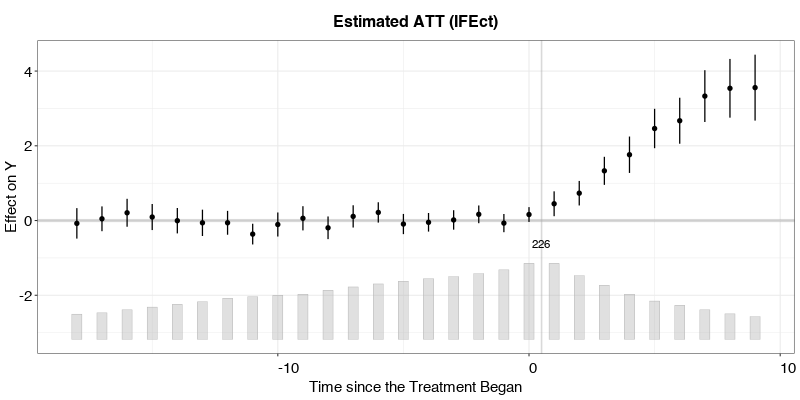 Estimated ATT (IFEct)
4
2
0
-2
Effect on Y
226
-10
0
10
Time since the Treatment Began